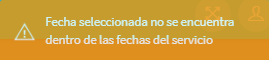 Fecha seleccionada no se encuentra
dentro de las fechas del servicio